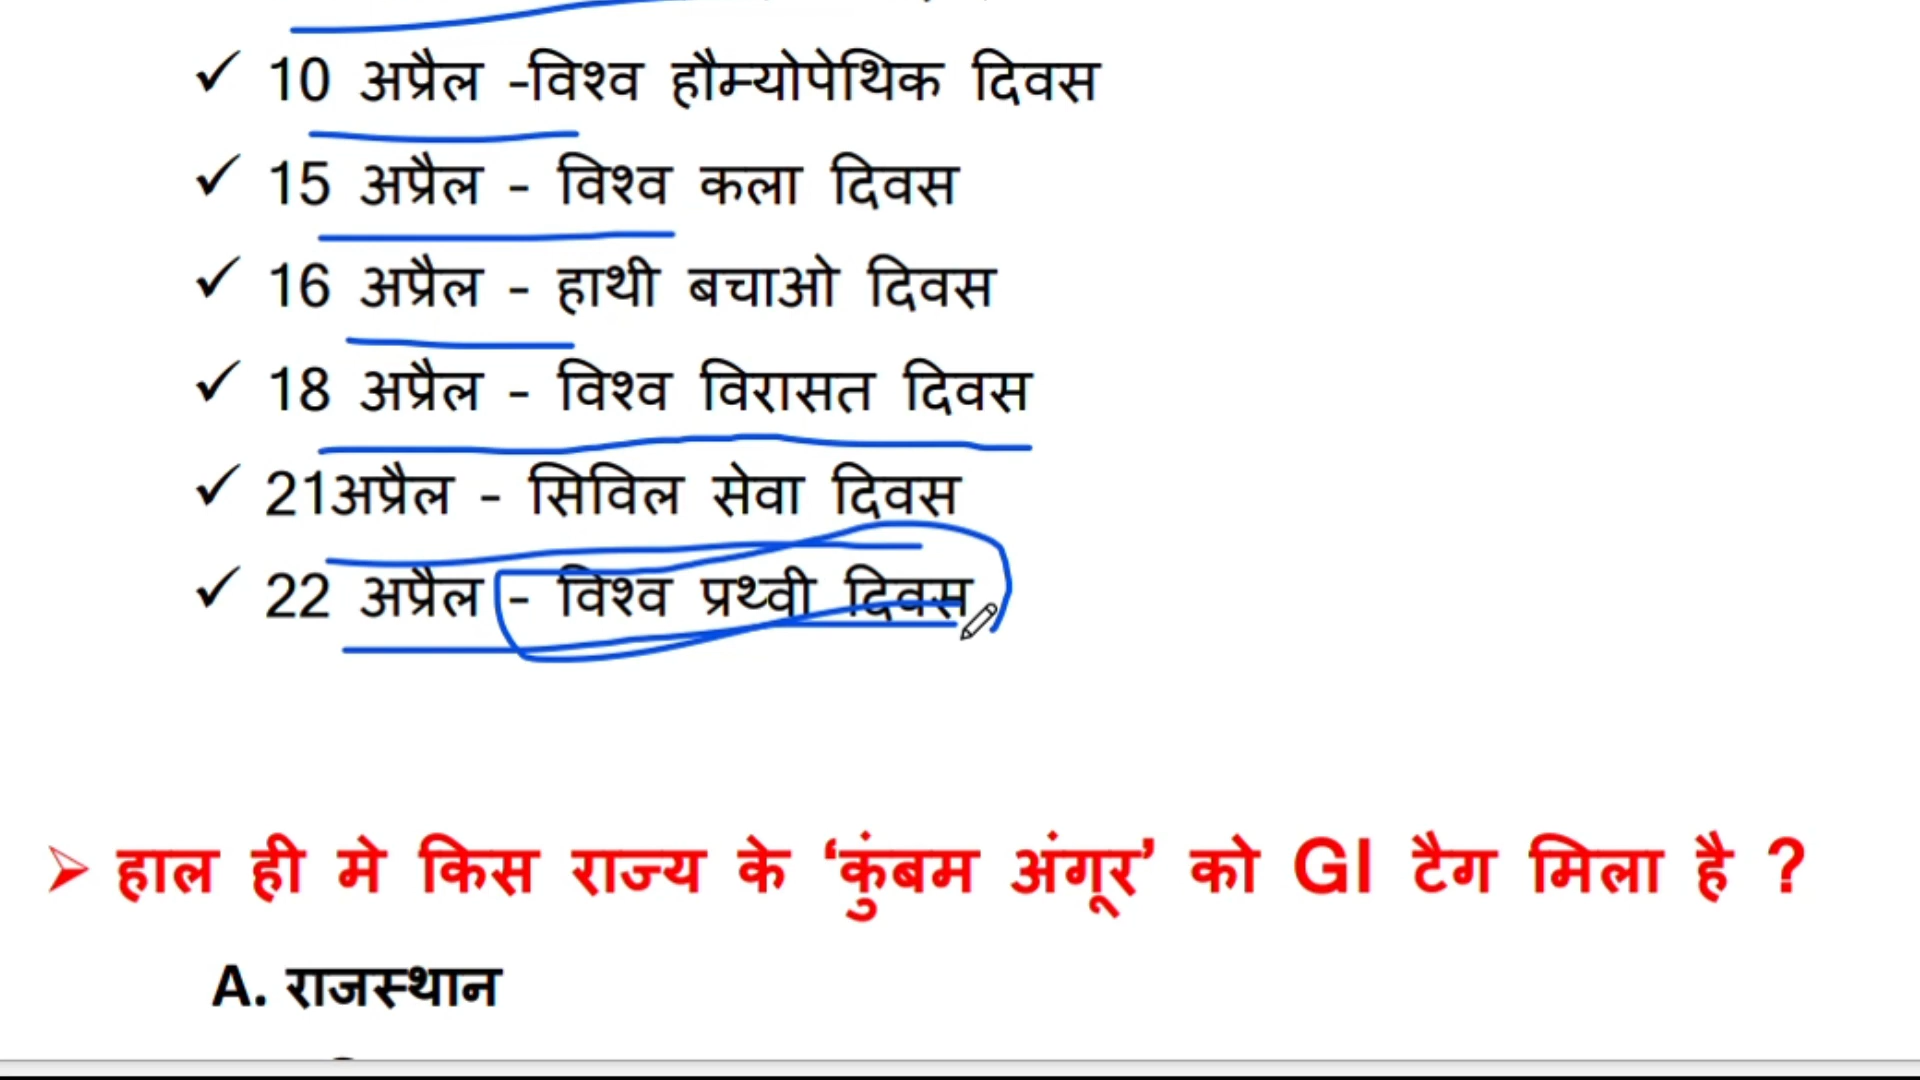 ✓ 10 अप्रैल -विश्व हौम्योपेथिक दिवस
✓ 15 अप्रैल - विश्व कला दिवस
✓ 16 अप्रैल - हाथी बचाओ दिवस
✓ 18 अप्रैल - विश्व विरासत दिवस
✓ 21अप्रैल - सिविल सेवा दिवस
✓ 22 अप्रैल - विश्व प्रथ्वी दिवस
➢ हाल ही मे किस राज्य के ‘कुंबम अंगूर’ को GI टैग मिला है ?
A. राजस्थान